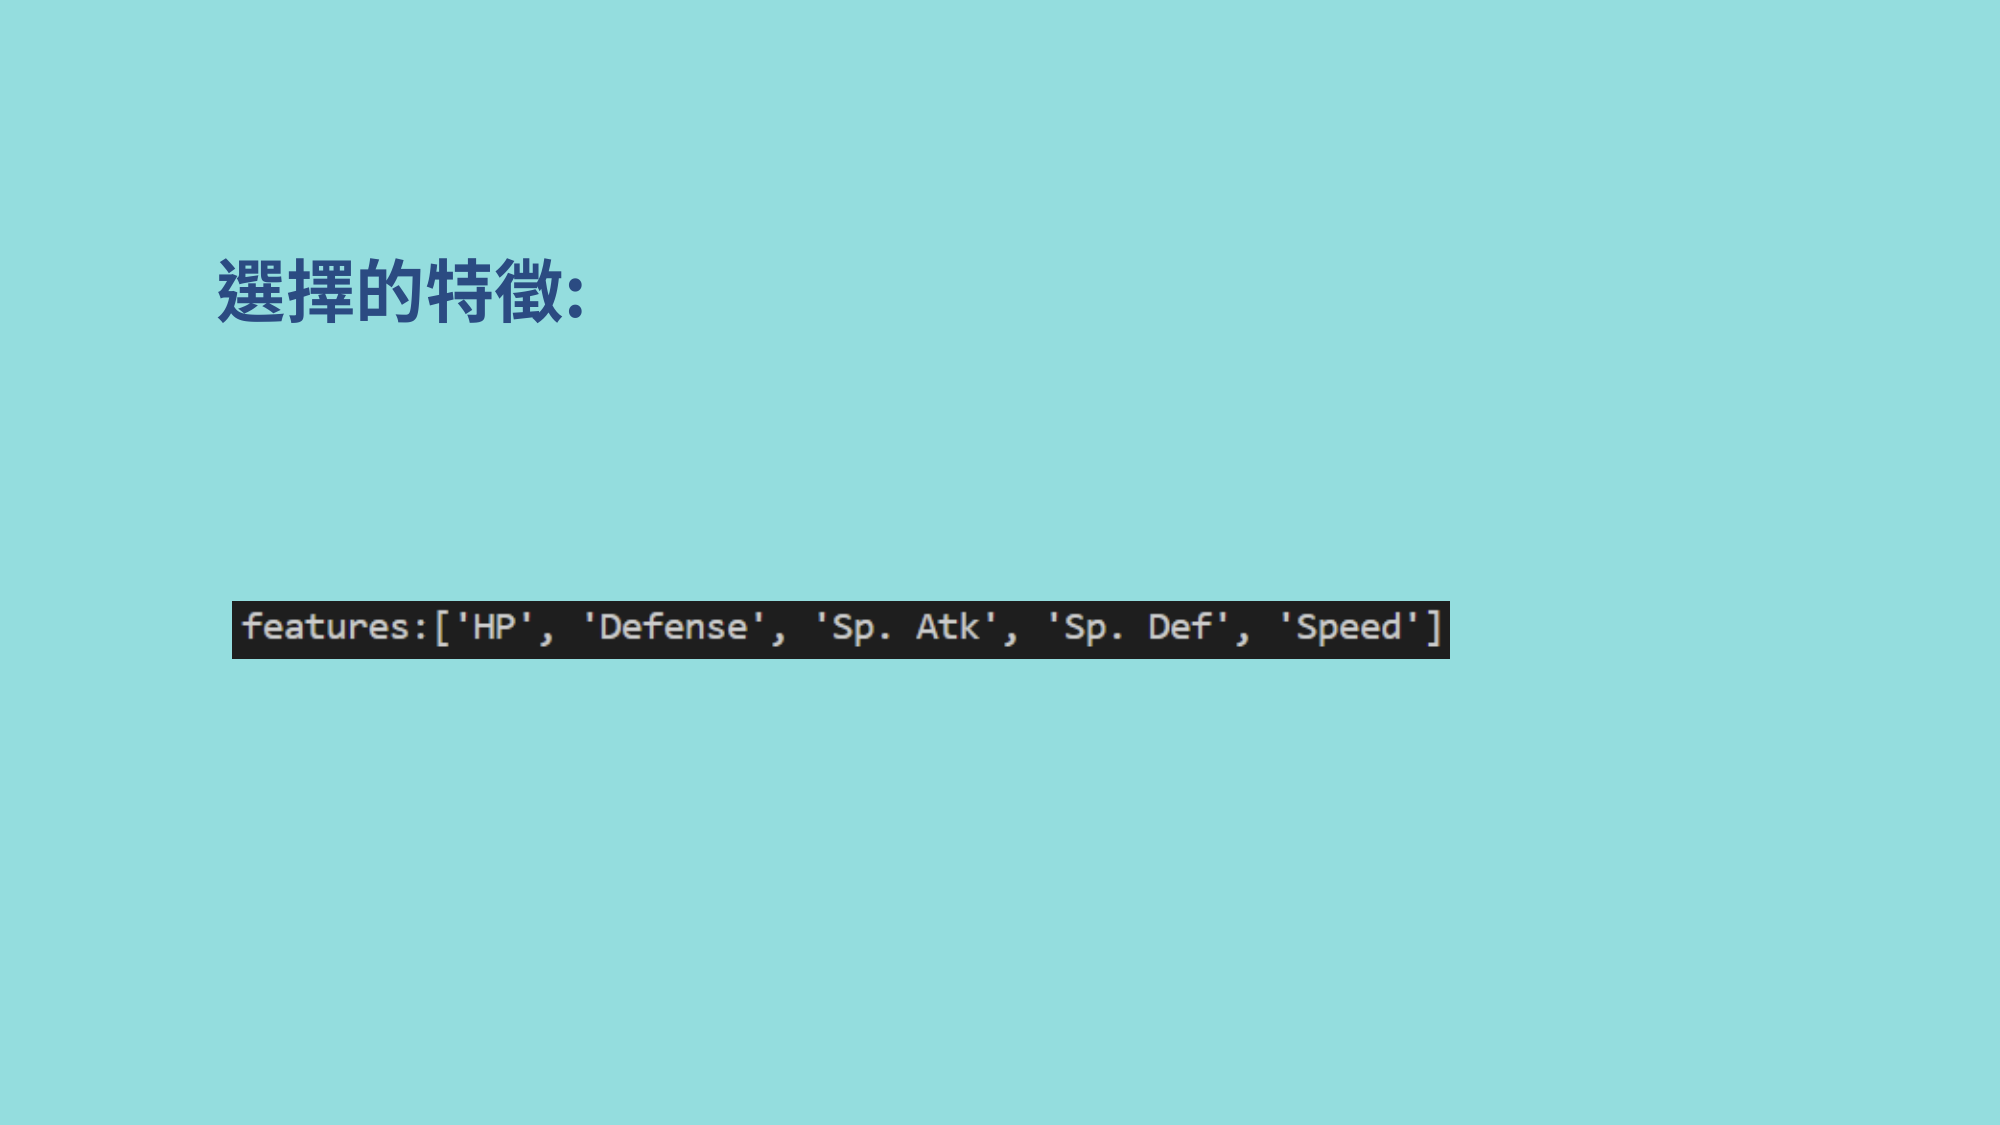 選擇的特徵:
features:['HP', 'Defense', 'Sp. Atk', 'Sp. Def', 'Speed']